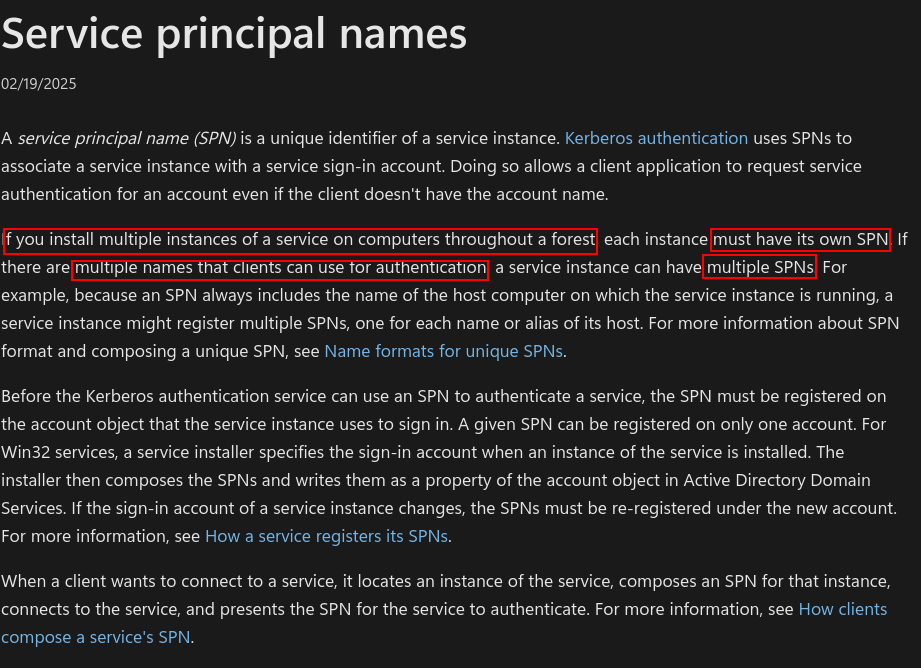 Service principal names
02/19/2025
A service principal name (SPN) is a unique identifier of a service instance. Kerberos authentication uses SPNs to
associate a service instance with a service sign-in account. Doing so allows a client application to request service
authentication for an account even if the client doesn't have the account name.
If you install multiple instances of a service on computers throughout a forest each instance must have its own SPN. If
there are multiple names that clients can use for authentication, a service instance can have multiple SPNs. For
example, because an SPN always includes the name of the host computer on which the service instance is running, a
service instance might register multiple SPNs, one for each name or alias of its host. For more information about SPN
format and composing a unique SPN, see Name formats for unique SPNs.
Before the Kerberos authentication service can use an SPN to authenticate a service, the SPN must be registered on
the account object that the service instance uses to sign in. A given SPN can be registered on only one account. For
Win32 services, a service installer specifies the sign-in account when an instance of the service is installed. The
installer then composes the SPNs and writes them as a property of the account object in Active Directory Domain
Services. If the sign-in account of a service instance changes, the SPNs must be re-registered under the new account.
For more information, see How a service registers its SPNs.
When a client wants to connect to a service, it locates an instance of the service, composes an SPN for that instance,
connects to the service, and presents the SPN for the service to authenticate. For more information, see How clients
compose a service's SPN.